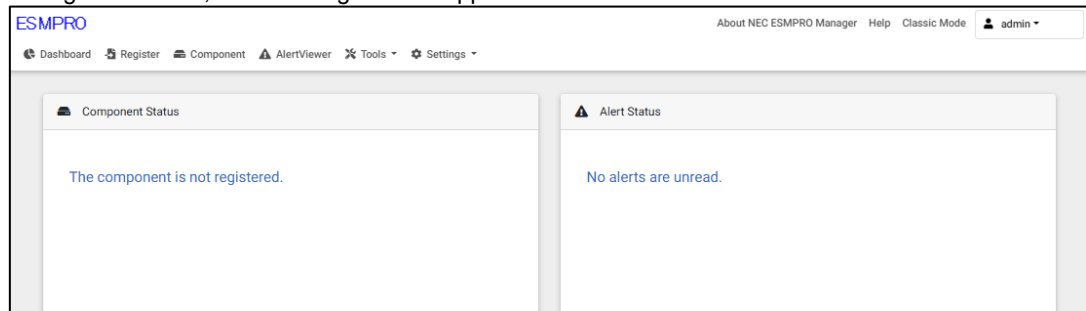 ESMPRO
About NEC ESMPRO Manager Help Classic Mode admin
Dashboard Register Component AlertViewer Tools Settings
Component Status
Alert Status
The component is not registered.
No alerts are unread.